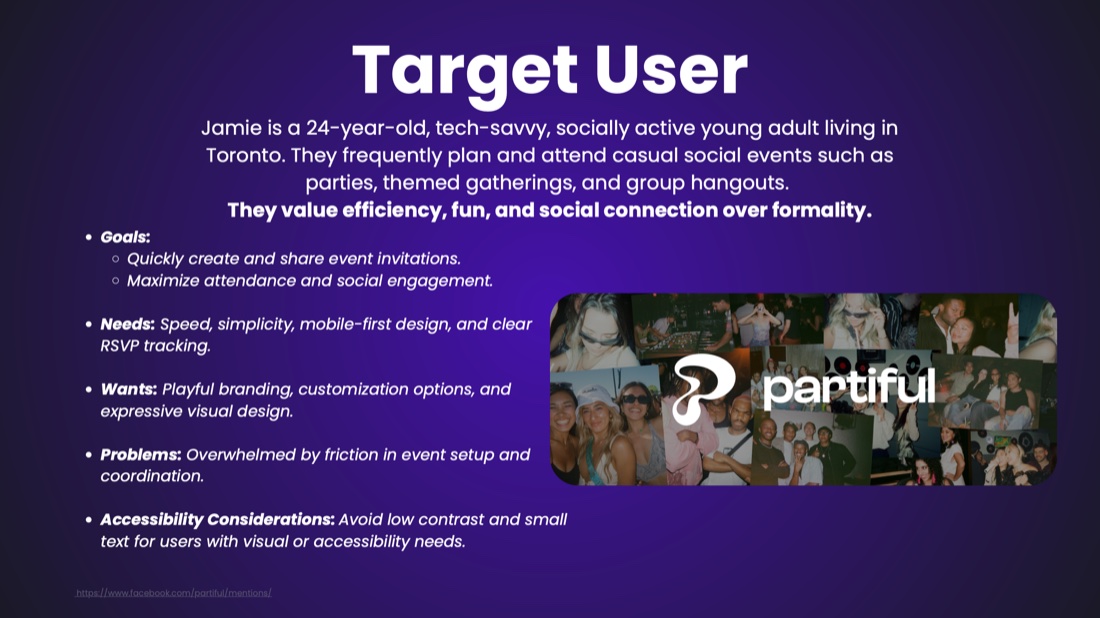 Target User
Jamie is a 24-year-old, tech-savvy, socially active young adult living in
Toronto. They frequently plan and attend casual social events such as
parties, themed gatherings, and group hangouts.
They value efficiency, fun, and social connection over formality.
• Goals:
○ Quickly create and share event invitations.
○ Maximize attendance and social engagement.
• Needs: Speed, simplicity, mobile-first design, and clear
RSVP tracking.
• Wants: Playful branding, customization options, and
expressive visual design.
• Problems: Overwhelmed by friction in event setup and
coordination.
• Accessibility Considerations: Avoid low contrast and small
text for users with visual or accessibility needs.
partiful
https://www.facebook.com/partiful/mentions/